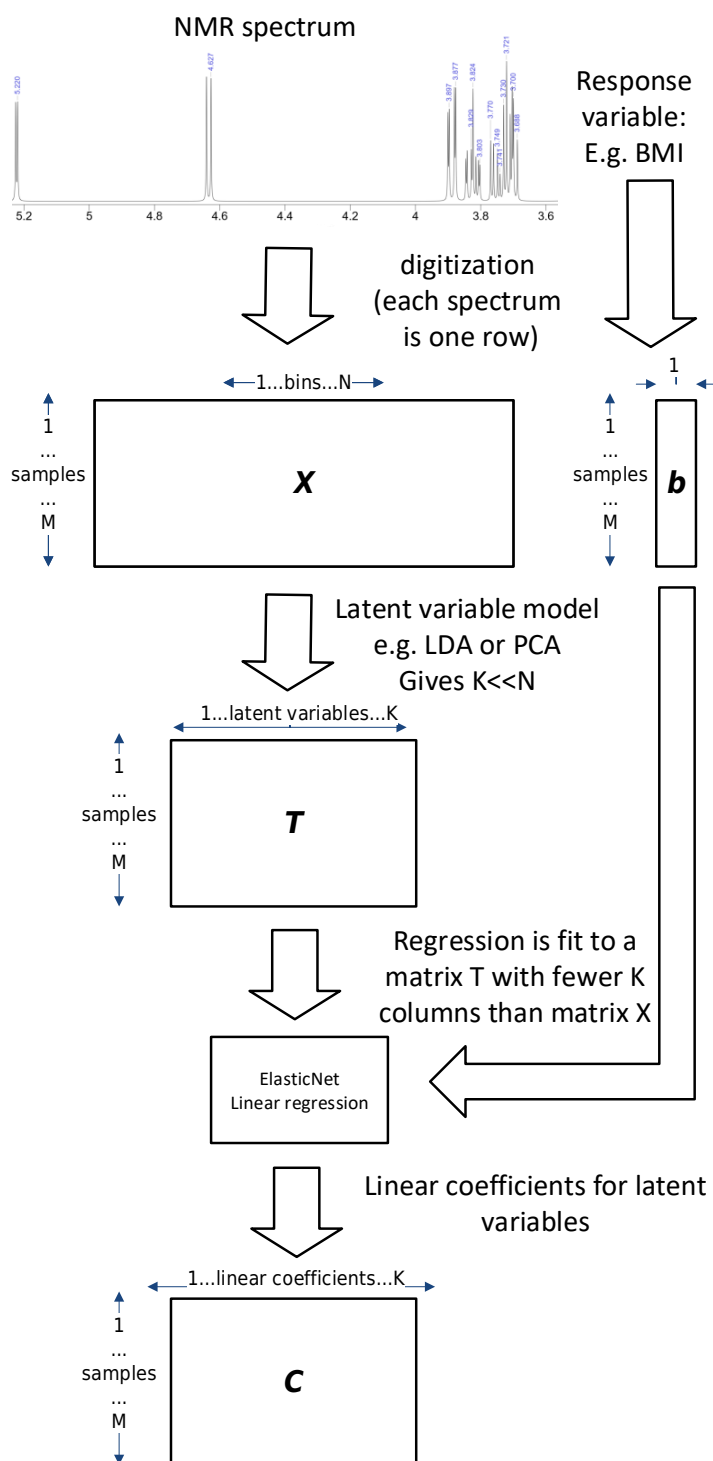 NMR spectrum
5.220
4.627
3.897
3.877
3.829
3.824
3.803
3.770
3.749
3.741
3.730
3.721
3.700
3.688
5.2 5 4.8 4.6 4.4 4.2 4 3.8 3.6
Response
variable:
E.g. BMI
digitization
(each spectrum
is one row)
1...bins...N
1
...
samples
...
M
X
1
1
...
samples
...
M
b
Latent variable model
e.g. LDA or PCA
Gives K<<N
1...latent variables...K
1
...
samples
...
M
T
Regression is fit to a
matrix T with fewer K
columns than matrix X
ElasticNet
Linear regression
Linear coefficients for latent
variables
1...linear coefficients...K
1
...
samples
...
M
C